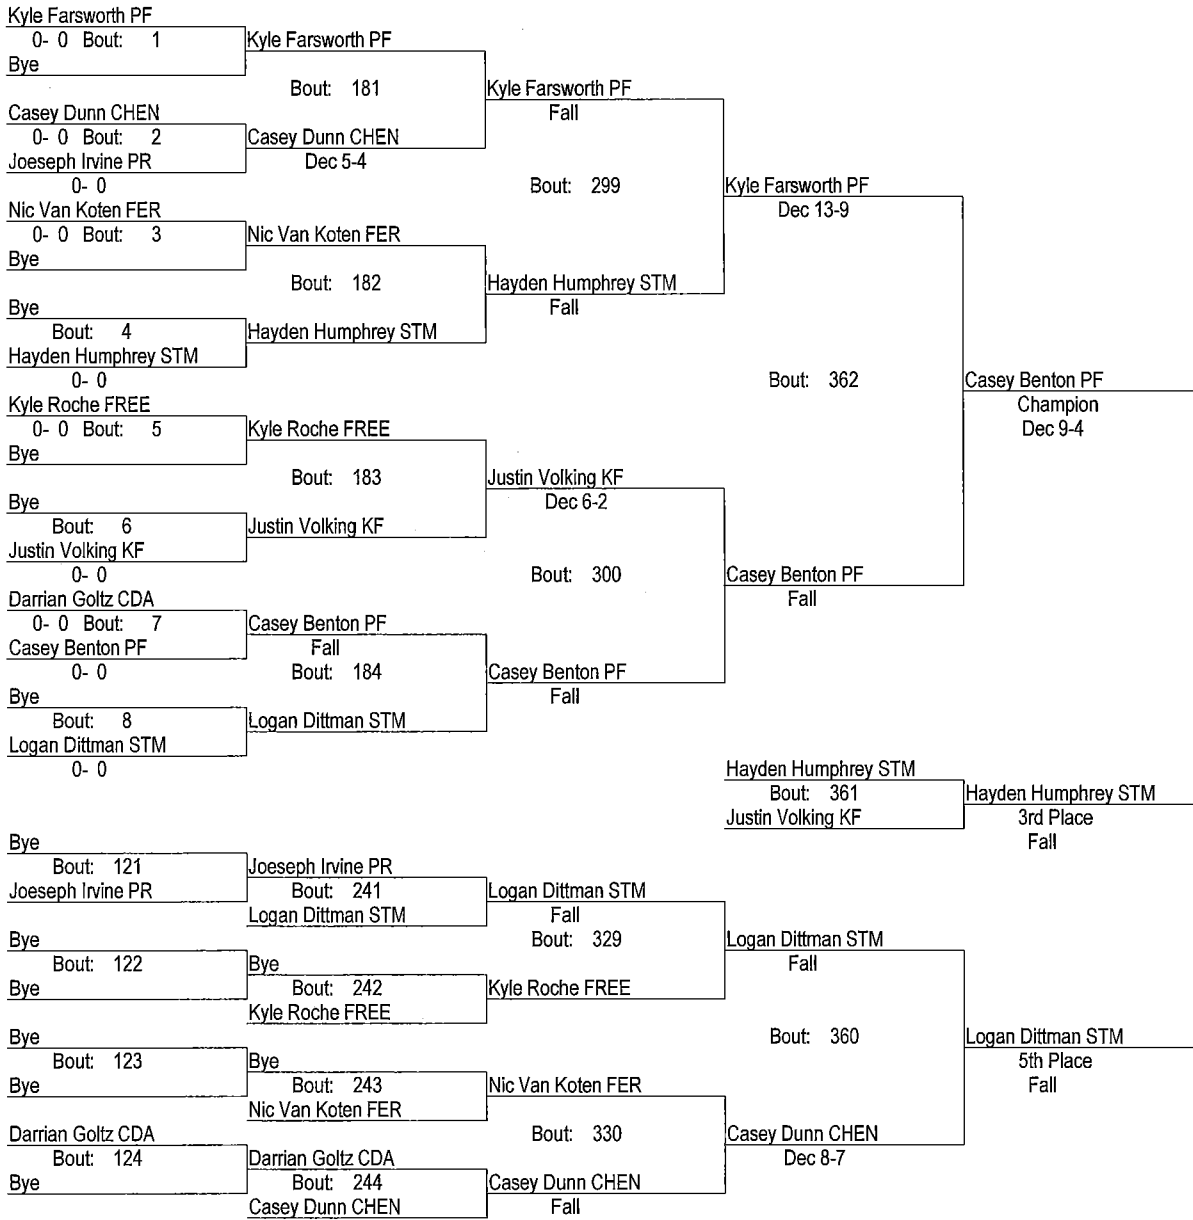 Kyle Farsworth PF
0- 0 Bout: 1
Bye
Casey Dunn CHEN
0- 0 Bout: 2
Joeseph Irvine PR
0- 0
Nic Van Koten FER
0- 0 Bout: 3
Bye
Bye
Bout: 4
Hayden Humphrey STM
0- 0
Kyle Roche FREE
0- 0 Bout: 5
Bye
Bye
Bout: 6
Justin Volking KF
0- 0
Darrian Goltz CDA
0- 0 Bout: 7
Casey Benton PF
0- 0
Bye
Bout: 8
Logan Dittman STM
0- 0
Kyle Farsworth PF
Bout: 181
Casey Dunn CHEN
Dec 5-4
Nic Van Koten FER
Bout: 182
Hayden Humphrey STM
Kyle Roche FREE
Bout: 183
Justin Volking KF
Casey Benton PF
Fall
Bout: 184
Logan Dittman STM
Kyle Farsworth PF
Fall
Bout: 299
Hayden Humphrey STM
Fall
Justin Volking KF
Dec 6-2
Bout: 300
Casey Benton PF
Fall
Kyle Farsworth PF
Dec 13-9
Bout: 362
Casey Benton PF
Fall
Casey Benton PF
Champion
Dec 9-4
Hayden Humphrey STM
Bout: 361
Justin Volking KF
Hayden Humphrey STM
3rd Place
Fall
Bye
Bout: 121
Joeseph Irvine PR
Bye
Bout: 122
Bye
Bye
Bout: 123
Bye
Darrian Goltz CDA
Bout: 124
Bye
Joeseph Irvine PR
Bout: 241
Logan Dittman STM
Bye
Bout: 242
Kyle Roche FREE
Bye
Bout: 243
Nic Van Koten FER
Darrian Goltz CDA
Bout: 244
Casey Dunn CHEN
Logan Dittman STM
Fall
Bout: 329
Kyle Roche FREE
Nic Van Koten FER
Bout: 330
Casey Dunn CHEN
Fall
Logan Dittman STM
Fall
Bout: 360
Casey Dunn CHEN
Dec 8-7
Logan Dittman STM
5th Place
Fall